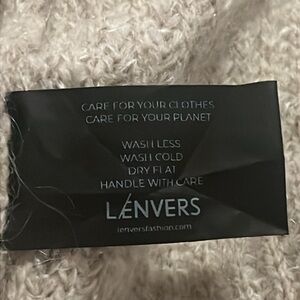 CARE FOR YOUR CLOTHES
CARE FOR YOUR PLANET
WASH LESS
WASH COLD
DRY FLAT
HANDLE WITH CARE
L'ENVERS
lenversfashion.com